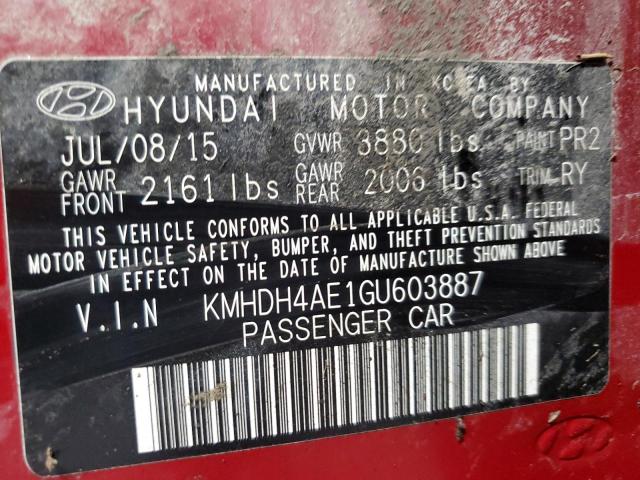 MANUFACTURED IN KOREA BY
HYUNDAI MOTOR COMPANY
JUL/08/15 GVWR 3880 lbs PAINT PR2
GAWR FRONT 2161 lbs GAWR REAR 2006 lbs TRIM RY
THIS VEHICLE CONFORMS TO ALL APPLICABLE U.S.A. FEDERAL
MOTOR VEHICLE SAFETY, BUMPER, AND THEFT PREVENTION STANDARDS
IN EFFECT ON THE DATE OF MANUFACTURE SHOWN ABOVE
V.I.N KMHDH4AE1GU603887
PASSENGER CAR